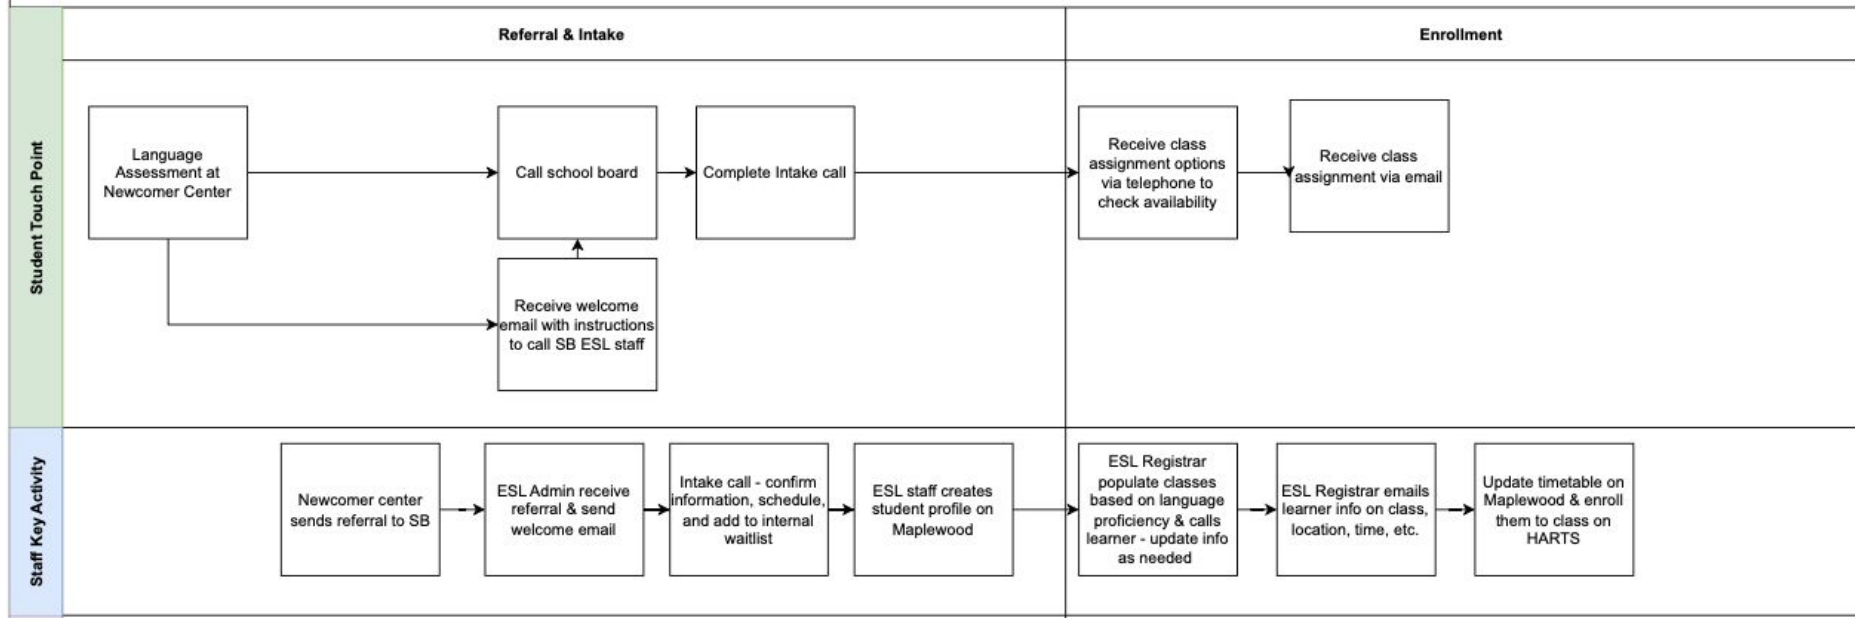 Referral & Intake
Enrollment
Student Touch Point
Language
Assessment at
Newcomer Center
Call school board
Complete Intake call
Receive class
assignment options
via telephone to
check availability
Receive class
assignment via email
Receive welcome
email with instructions
to call SB ESL staff
Staff Key Activity
Newcomer center
sends referral to SB
ESL Admin receive
referral & send
welcome email
Intake call - confirm
information, schedule,
and add to internal
waitlist
ESL staff creates
student profile on
Maplewood
ESL Registrar
populate classes
based on language
proficiency & calls
learner - update info
as needed
ESL Registrar emails
learner info on class,
location, time, etc.
Update timetable on
Maplewood & enroll
them to class on
HARTS